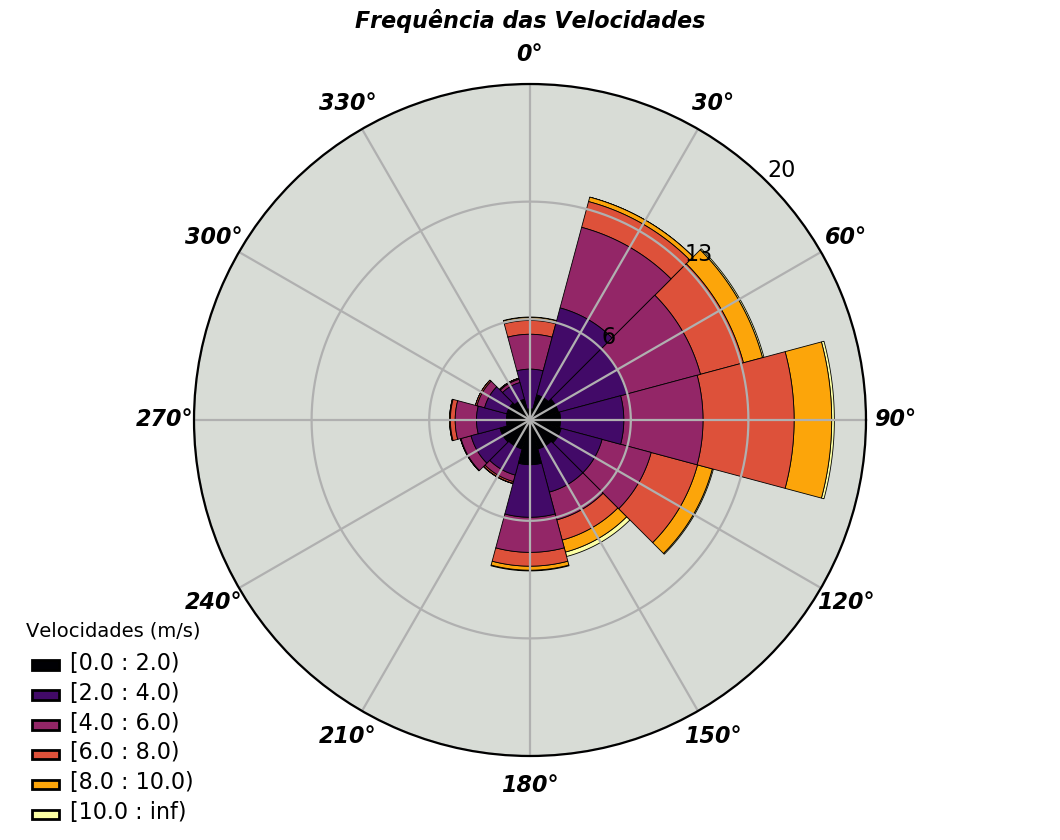 Frequência das Velocidades
0°
330°
30°
20
300°
60°
13
6
270°
90°
240°
120°
210°
150°
180°
Velocidades (m/s)
[0.0 : 2.0)
[2.0 : 4.0)
[4.0 : 6.0)
[6.0 : 8.0)
[8.0 : 10.0)
[10.0 : inf)